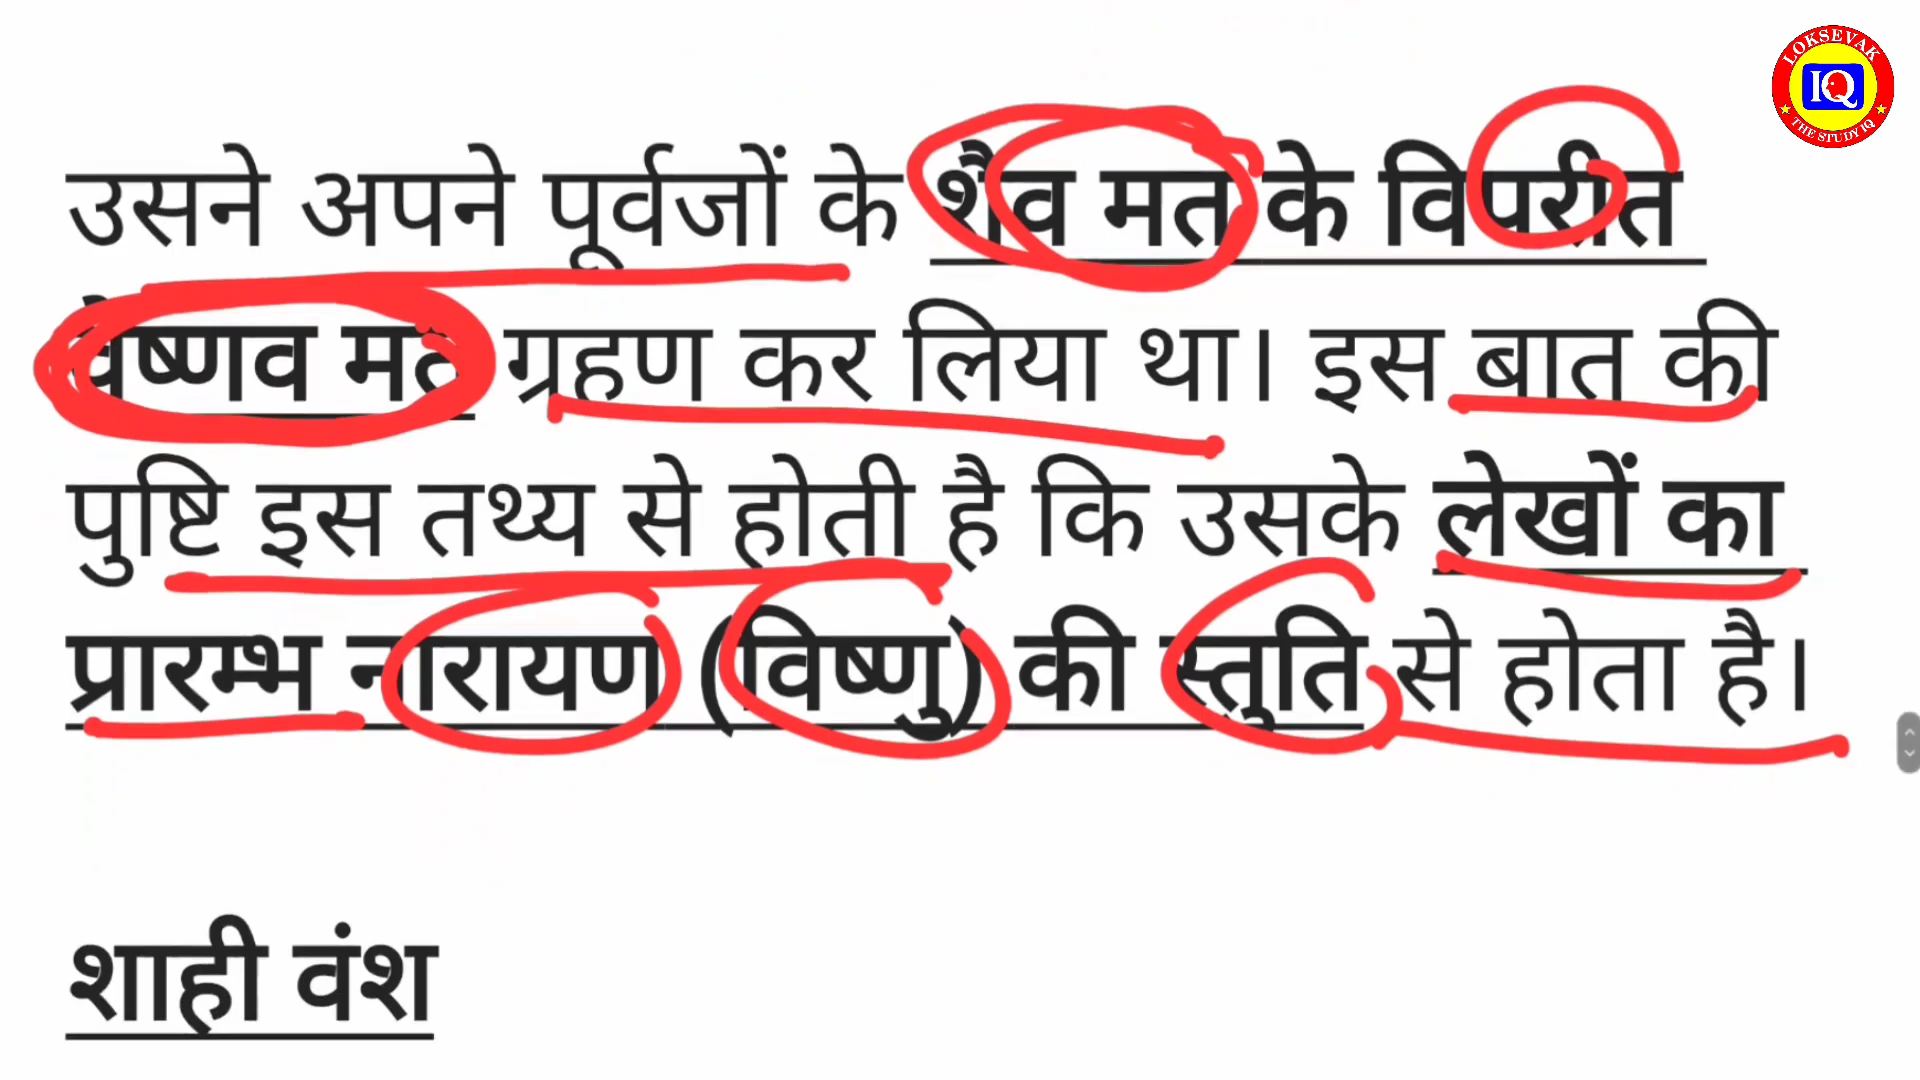 LOKSEVAK
IQ
THE STUDY IQ
उसने अपने पूर्वजों के शैव मत के विपरीत
वैष्णव मत ग्रहण कर लिया था। इस बात की
पुष्टि इस तथ्य से होती है कि उसके लेखों का
प्रारम्भ नारायण (विष्णु) की स्तुति से होता है।
शाही वंश